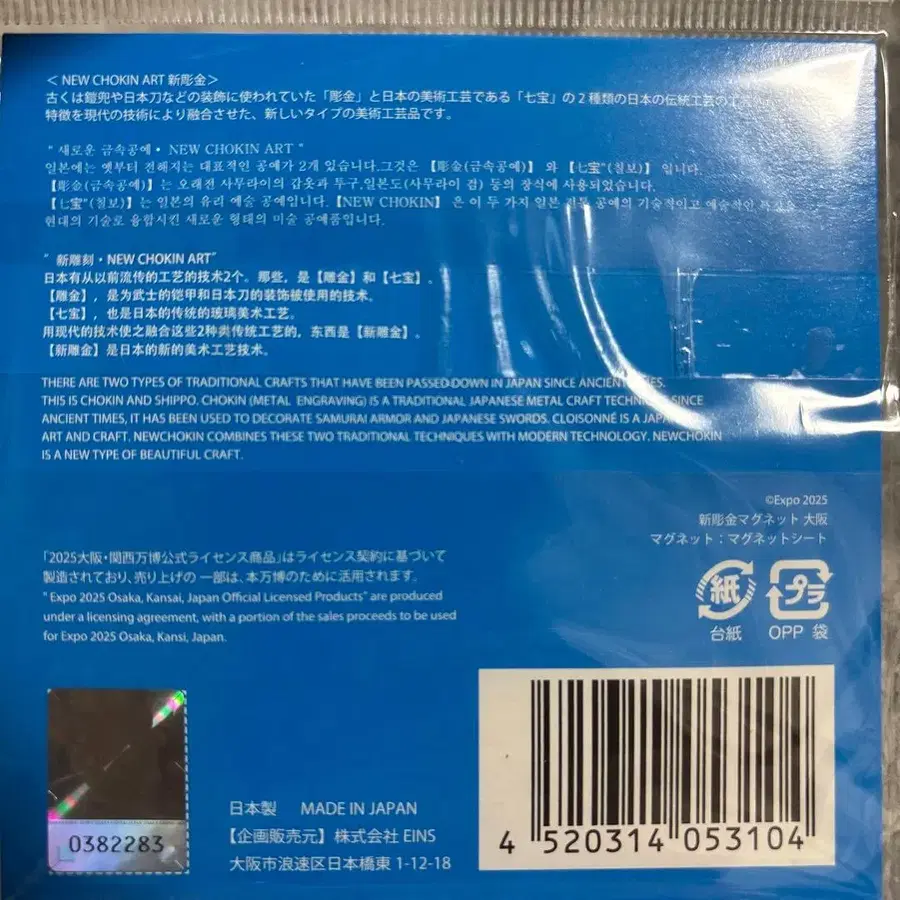 ＜ NEW CHOKIN ART 新彫金＞
古くは鎧兜や日本刀などの装飾に使われていた「彫金」と日本の美術工芸である「七宝」の2種類の日本の伝統工芸の
特徴を現代の技術により融合させた、新しいタイプの美術工芸品です。
" 새로운 금속공예・ NEW CHOKIN ART "
일본에는 옛부터 전해지는 대표적인 공예가 2개 있습니다.그것은 【彫金(금속공예)】 와 【七宝"(칠보)】 입니다.
【彫金(금속공예)】는 오래전 사무라이의 갑옷과 투구,일본도(사무라이 검) 등의 장식에 사용되었습니다.
【七宝"(칠보)】는 일본의 유리 예술 공예입니다.【NEW CHOKIN】 은 이 두 가지 일본 공예의 기술적이고 예술적인
현대의 기술로 융합시킨 새로운 형태의 미술 공예품입니다.
" 新雕刻・NEW CHOKIN ART"
日本有从以前流传的工艺的技术2个。那些，是【雕金】和【七宝】。
【雕金】，是为武士的铠甲和日本刀的装饰被使用的技术。
【七宝】，也是日本的传统的玻璃美术工艺。
用现代的技术使之融合这些2种类传统工艺的，东西是【新雕金】。
【新雕金】是日本的新的美术工艺技术。
THERE ARE TWO TYPES OF TRADITIONAL CRAFTS THAT HAVE BEEN PASSED DOWN IN JAPAN SINCE ANCIENT TIMES.
THIS IS CHOKIN AND SHIPPO. CHOKIN (METAL ENGRAVING) IS A TRADITIONAL JAPANESE METAL CRAFT TECHNIQUE. SINCE
ANCIENT TIMES, IT HAS BEEN USED TO DECORATE SAMURAI ARMOR AND JAPANESE SWORDS. CLOISONNÉ IS A
ART AND CRAFT. NEWCHOKIN COMBINES THESE TWO TRADITIONAL TECHNIQUES WITH MODERN TECHNOLOGY. NEWCHOKIN
IS A NEW TYPE OF BEAUTIFUL CRAFT.
©Expo 2025
新彫金マグネット 大阪
マグネット：マグネットシート
紙 プラ
台紙 OPP 袋
「2025大阪・関西万博公式ライセンス商品」はライセンス契約に基づいて
製造されており、売り上げの 一部は、本万博のために活用されます。
" Expo 2025 Osaka, Kansai, Japan Official Licensed Products" are produced
under a licensing agreement, with a portion of the sales proceeds to be used
for Expo 2025 Osaka, Kansi, Japan.
0382283
日本製 MADE IN JAPAN
【企画販売元】株式会社 EINS
大阪市浪速区日本橋東 1-12-18
4 520314 053104